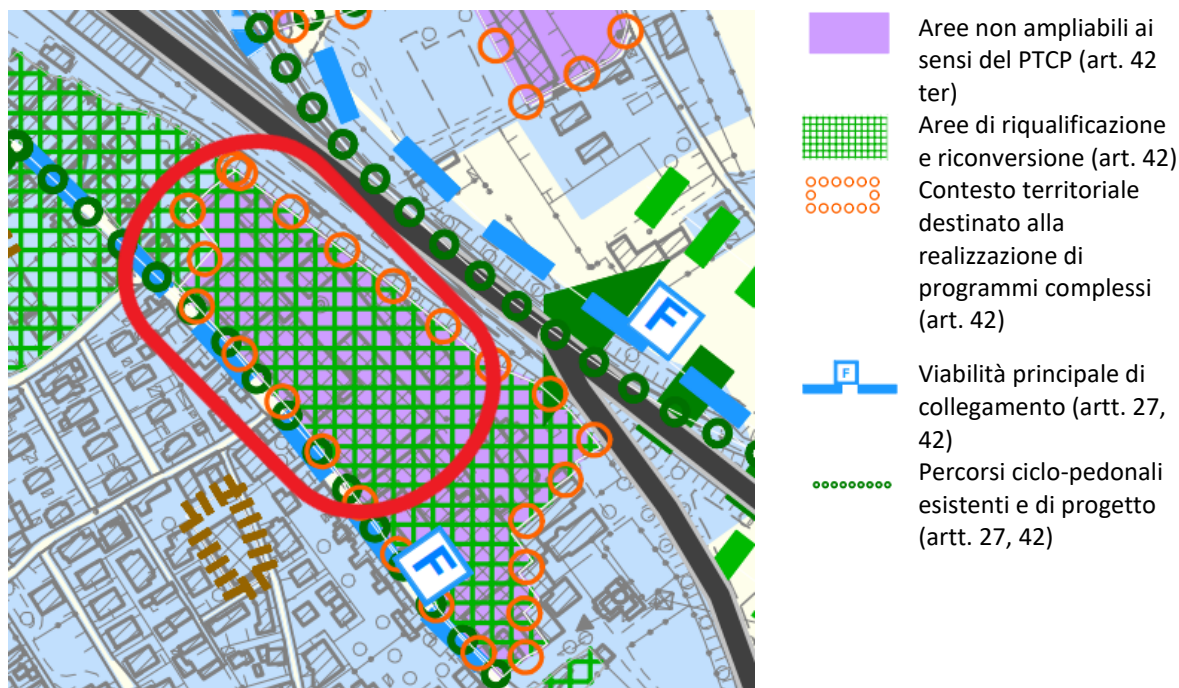 Aree non ampliabili ai
sensi del PTCP (art. 42
ter)
Aree di riqualificazione
e riconversione (art. 42)
Contesto territoriale
destinato alla
realizzazione di
programmi complessi
(art. 42)
F
Viabilità principale di
collegamento (artt. 27,
42)
Percorsi ciclo-pedonali
esistenti e di progetto
(artt. 27, 42)
F
F